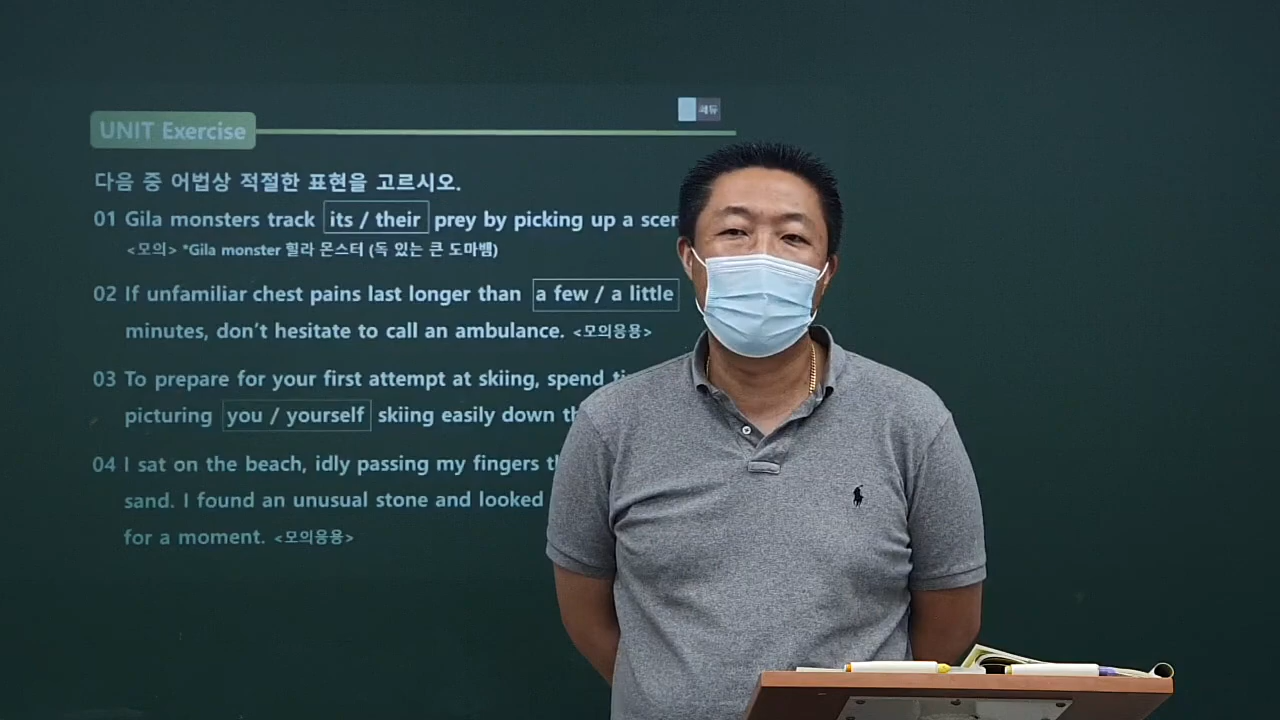 쎄듀
UNIT Exercise
다음 중 어법상 적절한 표현을 고르시오.
01 Gila monsters track its / their prey by picking up a
<모의> *Gila monster 힐라 몬스터 (독 있는 큰 도마뱀)
02 If unfamiliar chest pains last longer than a few / a little
minutes, don't hesitate to call an ambulance. <모의응용>
03 To prepare for your first attempt at skiing, spend
picturing you / yourself skiing easily down
04 I sat on the beach, idly passing my fingers
sand. I found an unusual stone and looked
for a moment. <모의응용>